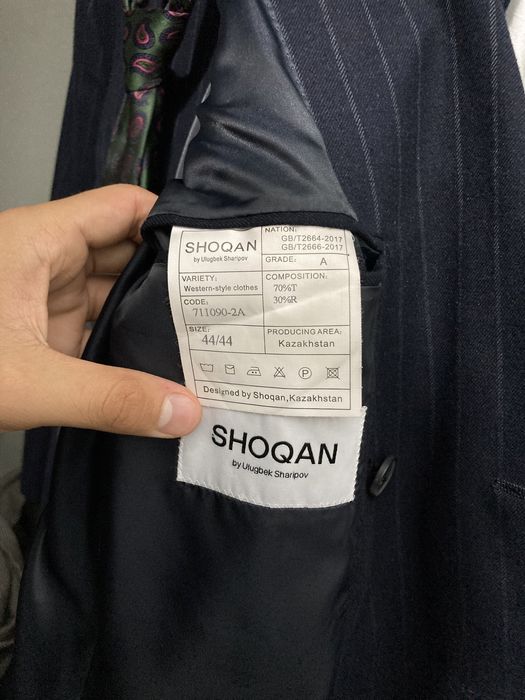 SHOQAN
by Ulugbek Sharipov
NATION:
GB/T2664-2017
GB/T2666-2017
GRADE: A
VARIETY:
Western-style clothes
COMPOSITION:
70%T
30%R
CODE:
711090-2A
SIZE:
44/44
PRODUCING AREA:
Kazakhstan
Designed by Shoqan,Kazakhstan
SHOQAN
by Ulugbek Sharipov